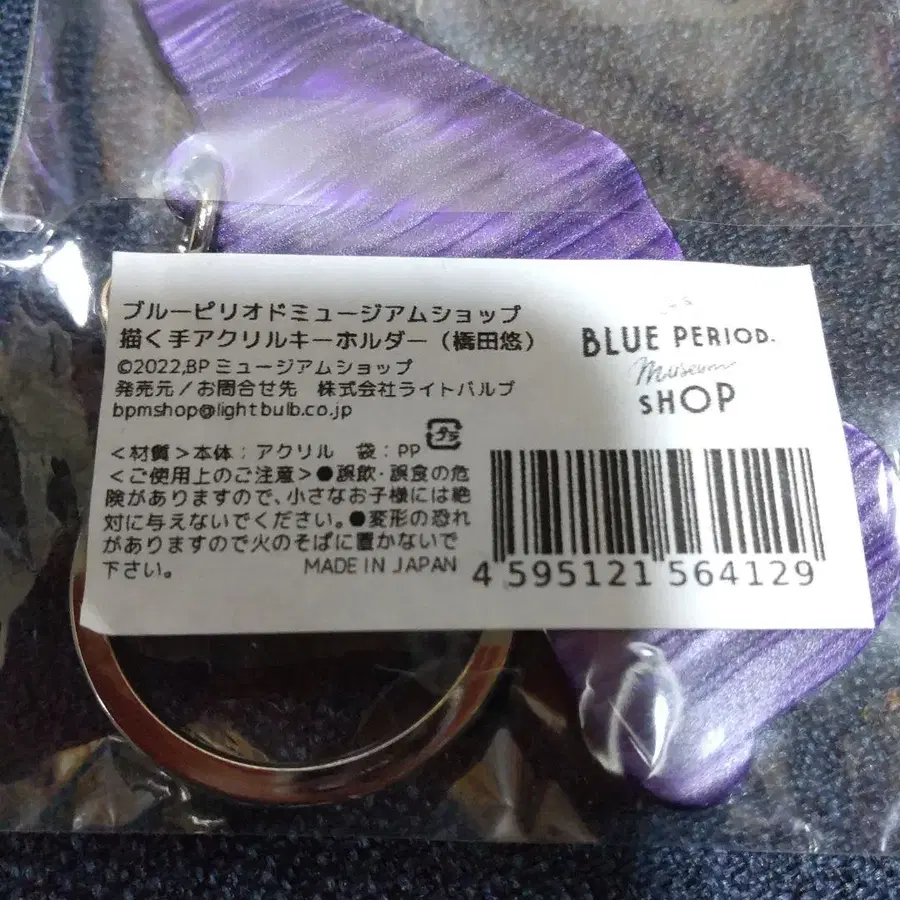 ブルーピリオドミュージアムショップ
描く手アクリルキーホルダー（橋田悠）
©2022,BP ミュージアムショップ
発売元／お問合せ先　株式会社ライトバルブ
bpmshop@lightbulb.co.jp
プラ
＜材質＞本体：アクリル　袋：PP
＜ご使用上のご注意＞●誤飲・誤食の危
険がありますので、小さなお子様には絶
対に与えないでください。●変形の恐れ
がありますので火のそばに置かないで
下さい。
MADE IN JAPAN
BLUE PERIOD.
Museum
SHOP
4 595121 564129